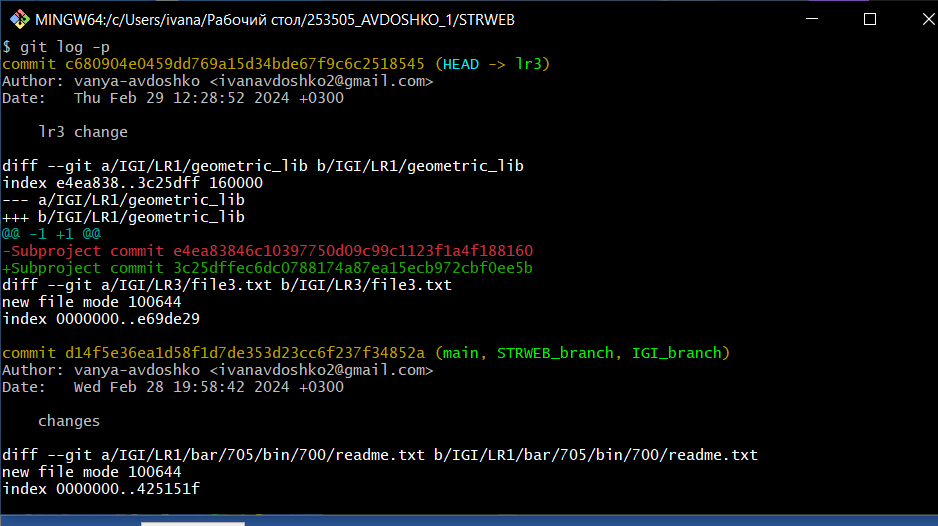 MINGW64:/c/Users/ivana/Рабочий стол/253505_AVDOSHKO_1/STRWEB
$ git log -p
commit c680904e0459dd769a15d34bde67f9c6c2518545 (HEAD -> lr3)
Author: vanya-avdoshko <ivanavdoshko2@gmail.com>
Date:   Thu Feb 29 12:28:52 2024 +0300
    lr3 change
diff --git a/IGI/LR1/geometric_lib b/IGI/LR1/geometric_lib
index e4ea838..3c25dff 160000
--- a/IGI/LR1/geometric_lib
+++ b/IGI/LR1/geometric_lib
@@ -1 +1 @@
-Subproject commit e4ea83846c10397750d09c99c1123f1a4f188160
+Subproject commit 3c25dffec6dc0788174a87ea15ecb972cbf0ee5b
diff --git a/IGI/LR3/file3.txt b/IGI/LR3/file3.txt
new file mode 100644
index 0000000..e69de29
commit d14f5e36ea1d58f1d7de353d23cc6f237f34852a (main, STRWEB_branch, IGI_branch)
Author: vanya-avdoshko <ivanavdoshko2@gmail.com>
Date:   Wed Feb 28 19:58:42 2024 +0300
    changes
diff --git a/IGI/LR1/bar/705/bin/700/readme.txt b/IGI/LR1/bar/705/bin/700/readme.txt
new file mode 100644
index 0000000..425151f